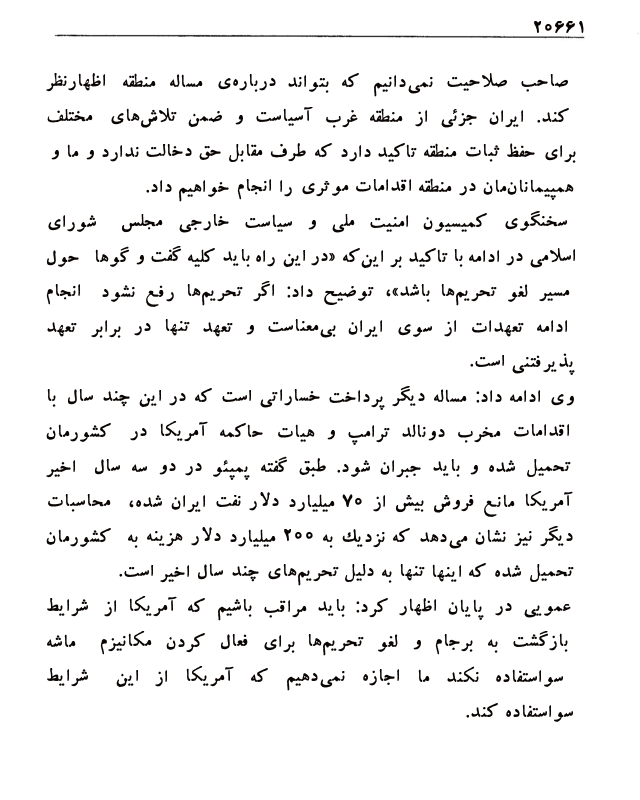 ۲۰۶۶۱
صاحب صلاحیت نمی‌دانیم که بتواند درباره‌ی مساله منطقه اظهارنظر
کند. ایران جزئی از منطقه غرب آسیاست و ضمن تلاش‌های مختلف
برای حفظ ثبات منطقه تاکید دارد که طرف مقابل حق دخالت ندارد و ما و
همپیمانان‌مان در منطقه اقدامات موثری را انجام خواهیم داد.
سخنگوی کمیسیون امنیت ملی و سیاست خارجی مجلس شورای
اسلامی در ادامه با تاکید بر این‌که «در این راه باید کلیه گفت و گوها حول
مسیر لغو تحریم‌ها باشد»، توضیح داد: اگر تحریم‌ها رفع نشود انجام
ادامه تعهدات از سوی ایران بی‌معناست و تعهد تنها در برابر تعهد
پذیرفتنی است.
وی ادامه داد: مساله دیگر پرداخت خساراتی است که در این چند سال با
اقدامات مخرب دونالد ترامپ و هیات حاکمه آمریکا در کشورمان
تحمیل شده و باید جبران شود. طبق گفته پمپئو در دو سه سال اخیر
آمریکا مانع فروش بیش از ۷۰ میلیارد دلار نفت ایران شده، محاسبات
دیگر نیز نشان می‌دهد که نزدیك به ۲۰۰ میلیارد دلار هزینه به کشورمان
تحمیل شده که اینها تنها به دلیل تحریم‌های چند سال اخیر است.
عمویی در پایان اظهار کرد: باید مراقب باشیم که آمریکا از شرایط
بازگشت به برجام و لغو تحریم‌ها برای فعال کردن مکانیزم ماشه
سواستفاده نکند ما اجازه نمی‌دهیم که آمریکا از این شرایط
سواستفاده کند.